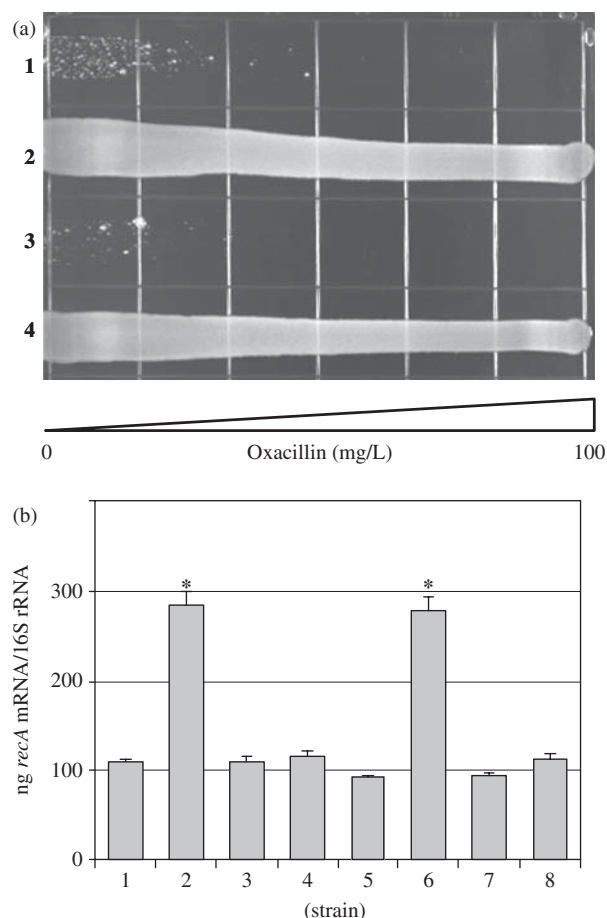 (a)
1
2
3
4
0 Oxacillin (mg/L) 100
(b)
ng recA mRNA/16S rRNA
300
200
100
0
* *
1 2 3 4 5 6 7 8
(strain)